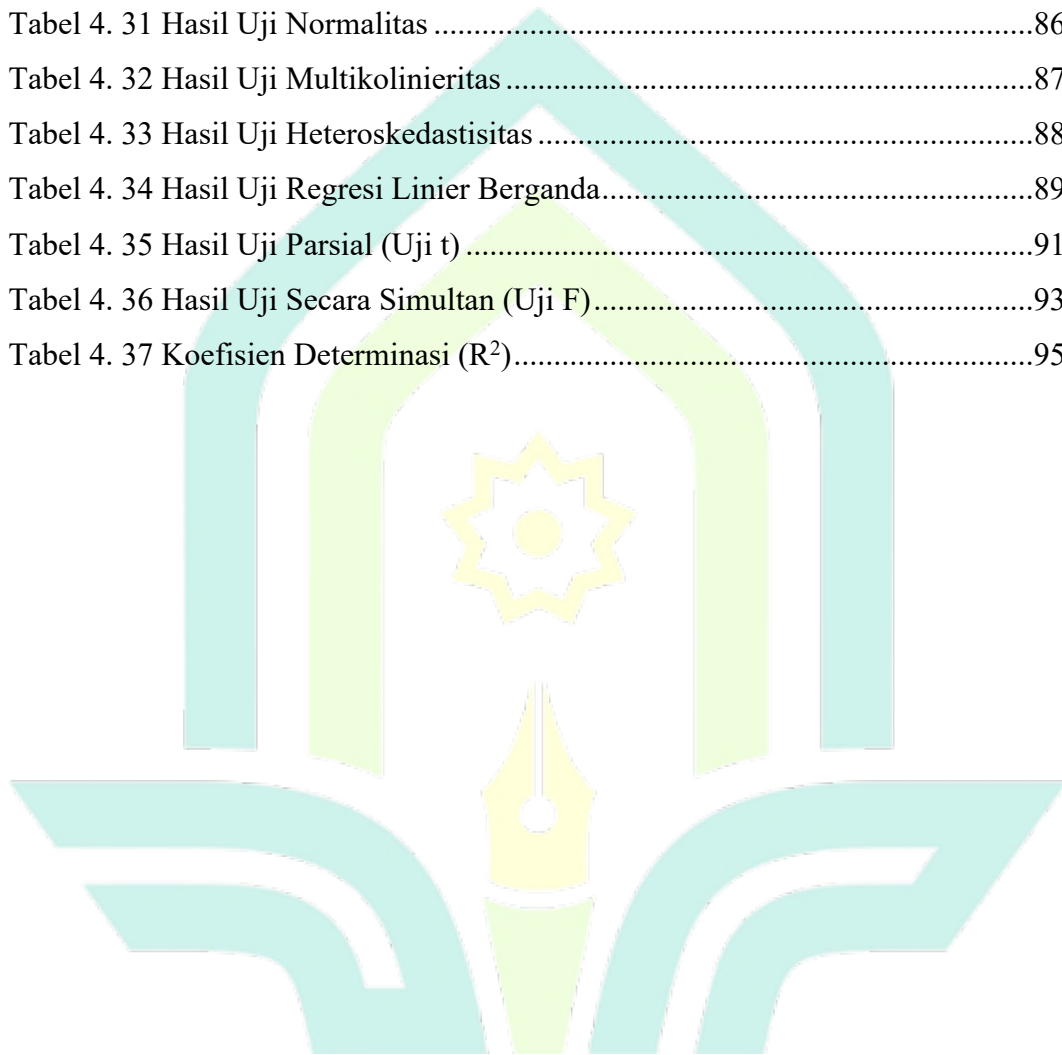 Tabel 4. 31 Hasil Uji Normalitas ........................................................................86
Tabel 4. 32 Hasil Uji Multikolinieritas ................................................................87
Tabel 4. 33 Hasil Uji Heteroskedastisitas ............................................................88
Tabel 4. 34 Hasil Uji Regresi Linier Berganda.....................................................89
Tabel 4. 35 Hasil Uji Parsial (Uji t) ....................................................................91
Tabel 4. 36 Hasil Uji Secara Simultan (Uji F)......................................................93
Tabel 4. 37 Koefisien Determinasi (R²)...............................................................95